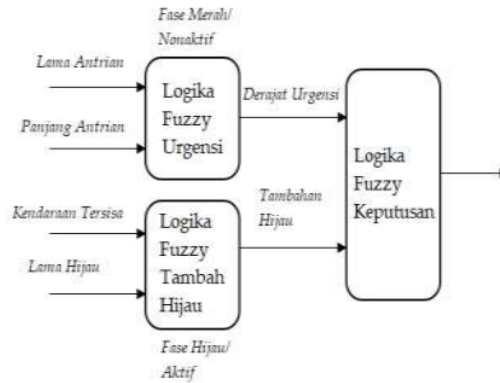 Fase Merah/
Nonaktif
Lama Antrian
Panjang Antrian
Logika
Fuzzy
Urgensi
Derajat Urgensi
Kendaraan Tersisa
Lama Hijau
Logika
Fuzzy
Tambah
Hijau
Tambahan
Hijau
Fase Hijau/
Aktif
Logika
Fuzzy
Keputusan